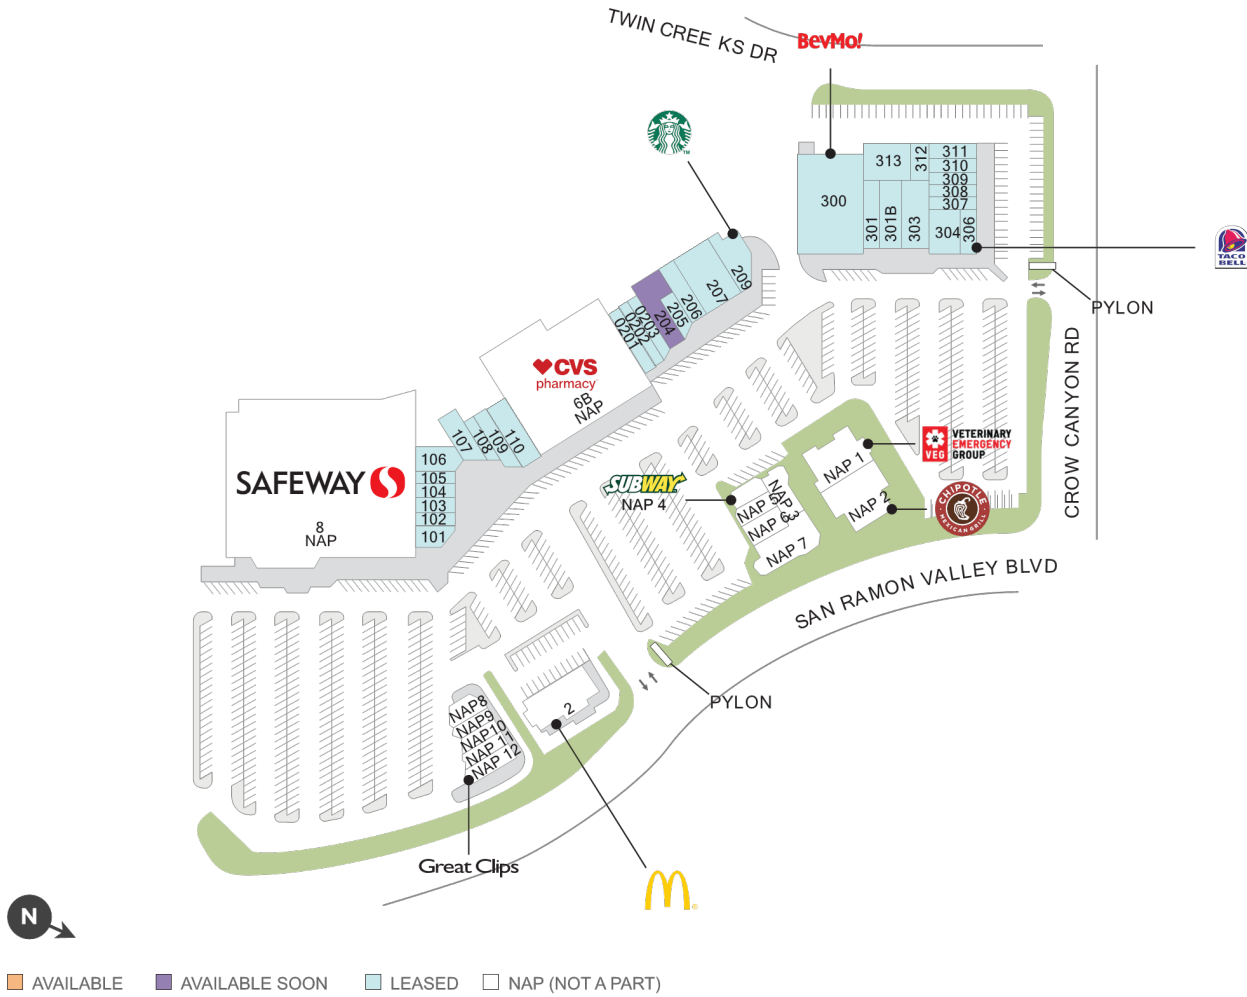 TWIN CREE KS DR
BevMo!
TM
313
312
311
310
309
308
307
300
301
301B
303
304
306
TACO
BELL
PYLON
CROW CANYON RD
209
207
206
205
204
0203
0202
0201
CVS
pharmacy
6B
NAP
110
109
108
107
106
105
104
103
102
101
SAFEWAY
8
NAP
VEG
VETERINARY
EMERGENCY
GROUP
NAP 1
NAP 2
CHIPOTLE
MEXICAN GRILL
SUBWAY
NAP 4
NAP 3
NAP 5
NAP 6
NAP 7
SAN RAMON VALLEY BLVD
PYLON
2
NAP8
NAP9
NAP10
NAP 11
NAP 12
Great Clips
N
AVAILABLE
AVAILABLE SOON
LEASED
NAP (NOT A PART)